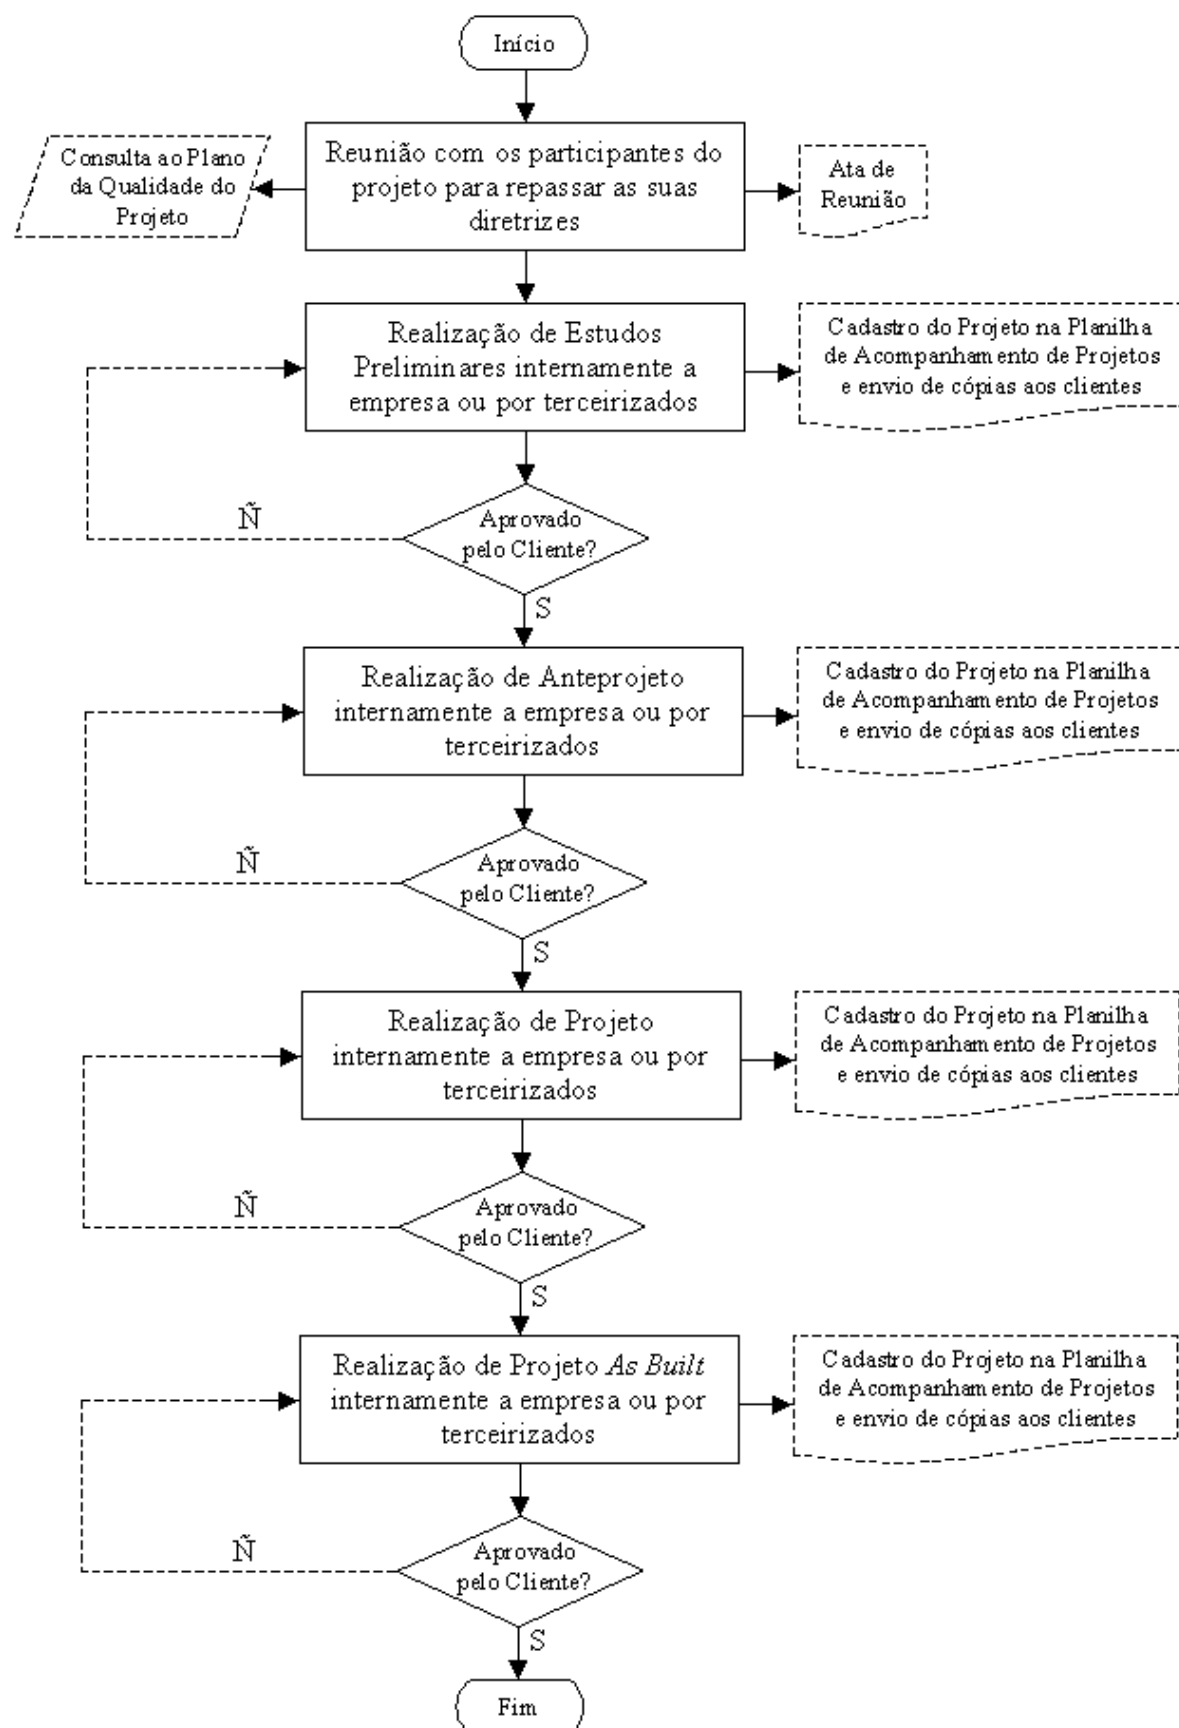 Início
Consulta ao Plano
da Qualidade do
Projeto
Reunião com os participantes do
projeto para repassar as suas
diretrizes
Ata de
Reunião
Realização de Estudos
Preliminares internamente a
empresa ou por terceirizados
Cadastro do Projeto na Planilha
de Acompanhamento de Projetos
e envio de cópias aos clientes
Ñ
Aprovado
pelo Cliente?
S
Realização de Anteprojeto
internamente a empresa ou por
terceirizados
Cadastro do Projeto na Planilha
de Acompanhamento de Projetos
e envio de cópias aos clientes
Ñ
Aprovado
pelo Cliente?
S
Realização de Projeto
internamente a empresa ou por
terceirizados
Cadastro do Projeto na Planilha
de Acompanhamento de Projetos
e envio de cópias aos clientes
Ñ
Aprovado
pelo Cliente?
S
Realização de Projeto As Built
internamente a empresa ou por
terceirizados
Cadastro do Projeto na Planilha
de Acompanhamento de Projetos
e envio de cópias aos clientes
Ñ
Aprovado
pelo Cliente?
S
Fim